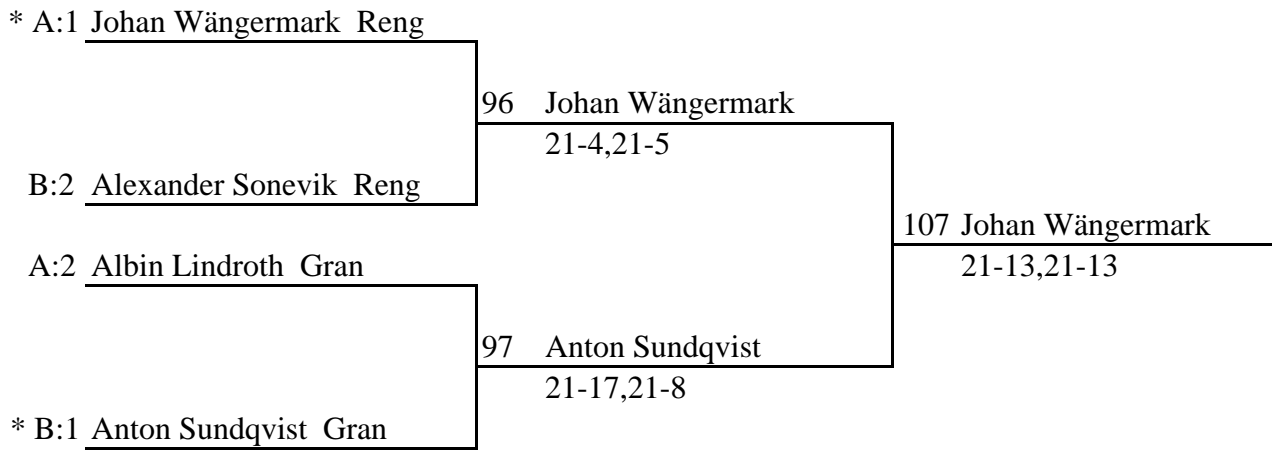 * A:1 Johan Wängermark Reng
96 Johan Wängermark
21-4,21-5
B:2 Alexander Sonevik Reng
107 Johan Wängermark
21-13,21-13
A:2 Albin Lindroth Gran
97 Anton Sundqvist
21-17,21-8
* B:1 Anton Sundqvist Gran